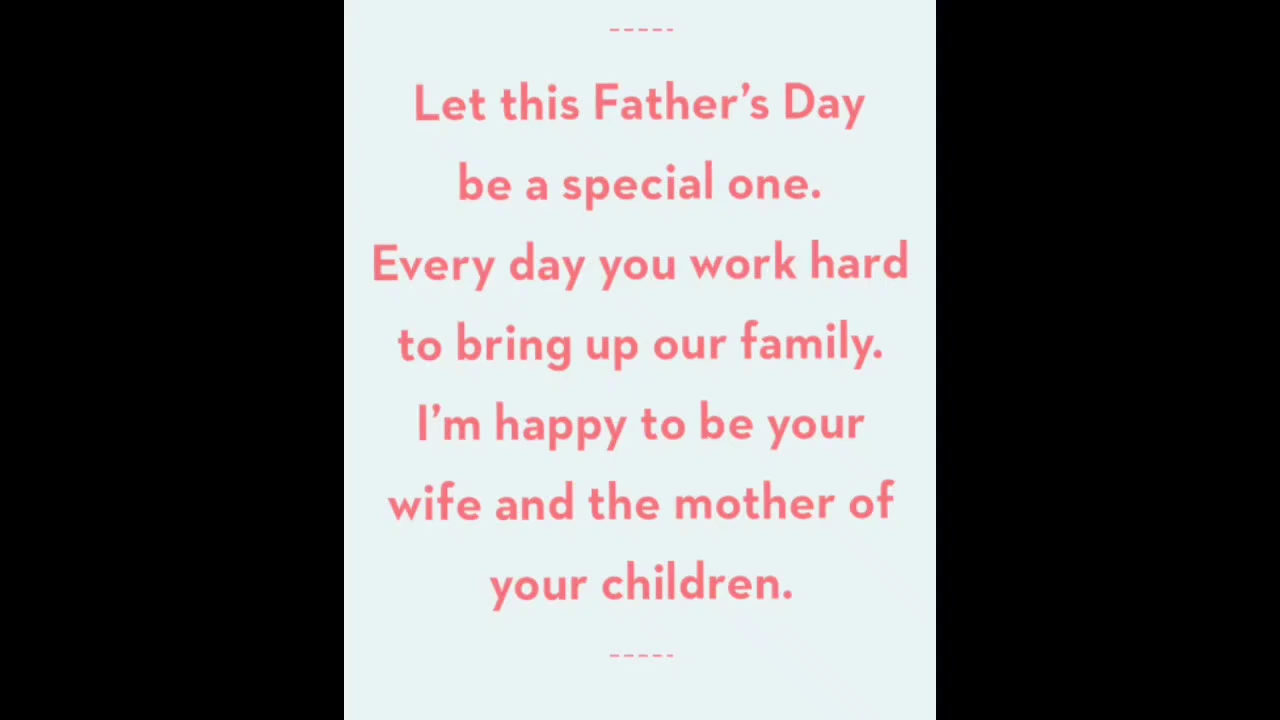 Let this Father’s Day
be a special one.
Every day you work hard
to bring up our family.
I’m happy to be your
wife and the mother of
your children.